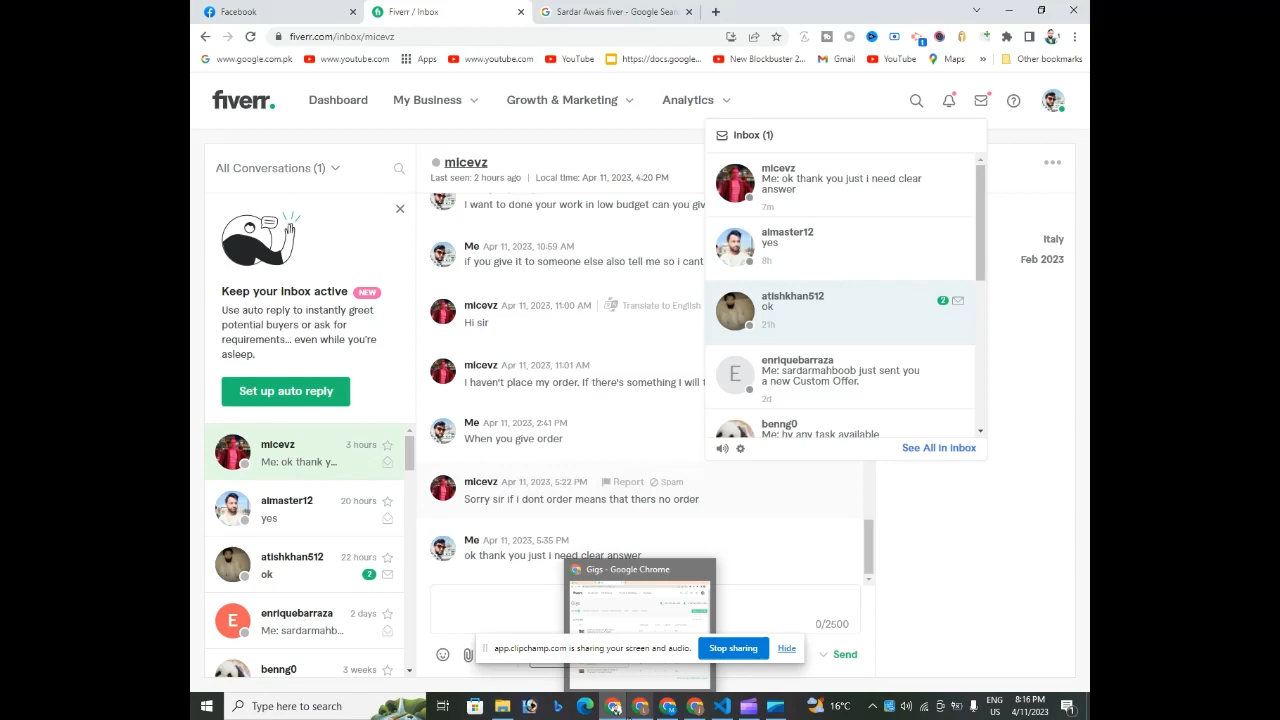 Facebook
Fiverr / Inbox
Sardar Awais fiver - Google Sear
fiverr.com/inbox/micevz
www.google.com.pk
www.youtube.com
Apps
www.youtube.com
YouTube
https://docs.google...
New Blockbuster 2...
Gmail
YouTube
Maps
»
Other bookmarks
fiverr.
Dashboard
My Business
Growth & Marketing
Analytics
Inbox (1)
All Conversations (1)
micevz
Last seen: 2 hours ago | Local time: Apr 11, 2023, 4:20 PM
micevz
Me: ok thank you just i need clear
answer
7m
almaster12
yes
8h
atishkhan512
ok
21h
2
enriquebarraza
Me: sardarmahboob just sent you
a new Custom Offer.
2d
E
benng0
Me: hy any task available
See All in Inbox
Italy
Feb 2023
Keep your Inbox active NEW
Use auto reply to instantly greet
potential buyers or ask for
requirements... even while you're
asleep.
Set up auto reply
micevz 3 hours
Me: ok thank y...
almaster12 20 hours
yes
atishkhan512 22 hours
ok 2
E
enriquebarraza 2 days
Me: sardarmahb...
benng0 3 weeks
I want to done your work in low budget can you giv
Me Apr 11, 2023, 10:59 AM
if you give it to someone else also tell me so i cant
micevz Apr 11, 2023, 11:00 AM | Translate to English
Hi sir
micevz Apr 11, 2023, 11:01 AM
I haven't place my order. If there's something I will t
Me Apr 11, 2023, 2:41 PM
When you give order
micevz Apr 11, 2023, 5:22 PM Report Spam
Sorry sir if i dont order means that thers no order
Me Apr 11, 2023, 5:35 PM
ok thank you just i need clear answer
Gigs - Google Chrome
0/2500
app.clipchamp.com is sharing your screen and audio.
Stop sharing
Hide
Send
Type here to search
16°C
ENG
US
8:16 PM
4/11/2023
1